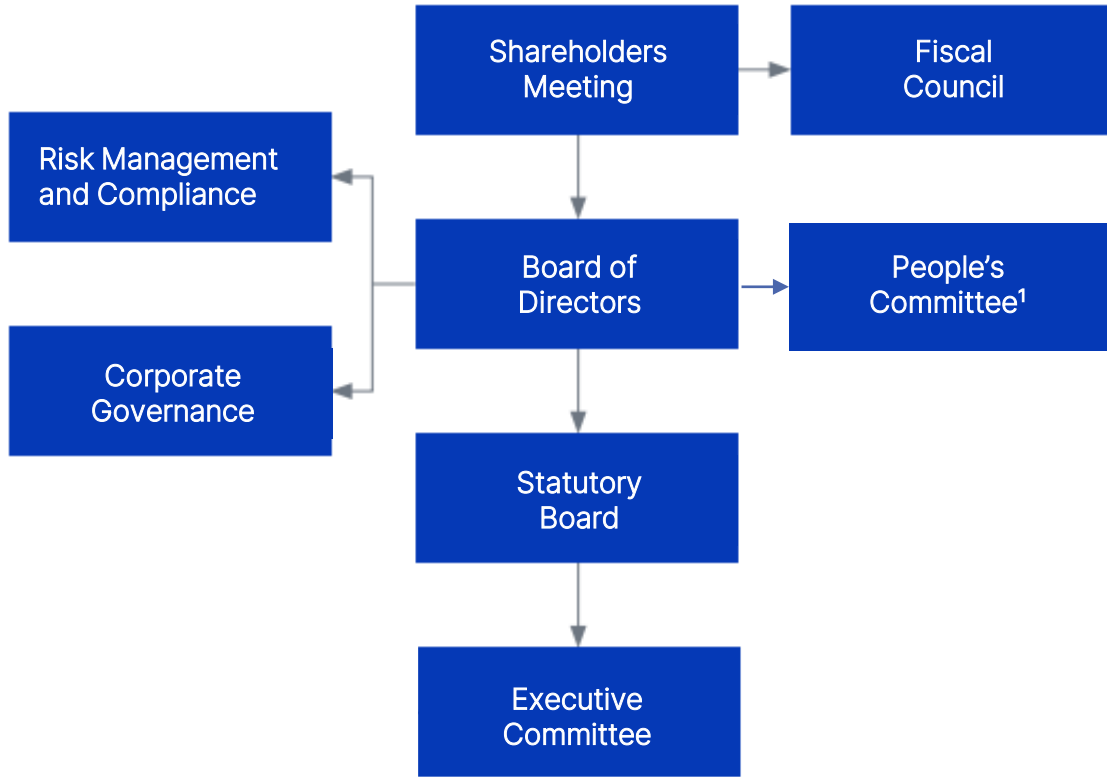 Shareholders
Meeting
Fiscal
Council
Risk Management
and Compliance
Board of
Directors
People’s
Committee¹
Corporate
Governance
Statutory
Board
Executive
Committee